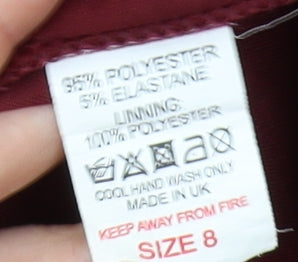 95% POLYESTER
5% ELASTANE
LINNING:
100% POLYESTER
COOL HAND WASH ONLY
MADE IN UK
KEEP AWAY FROM FIRE
SIZE 8